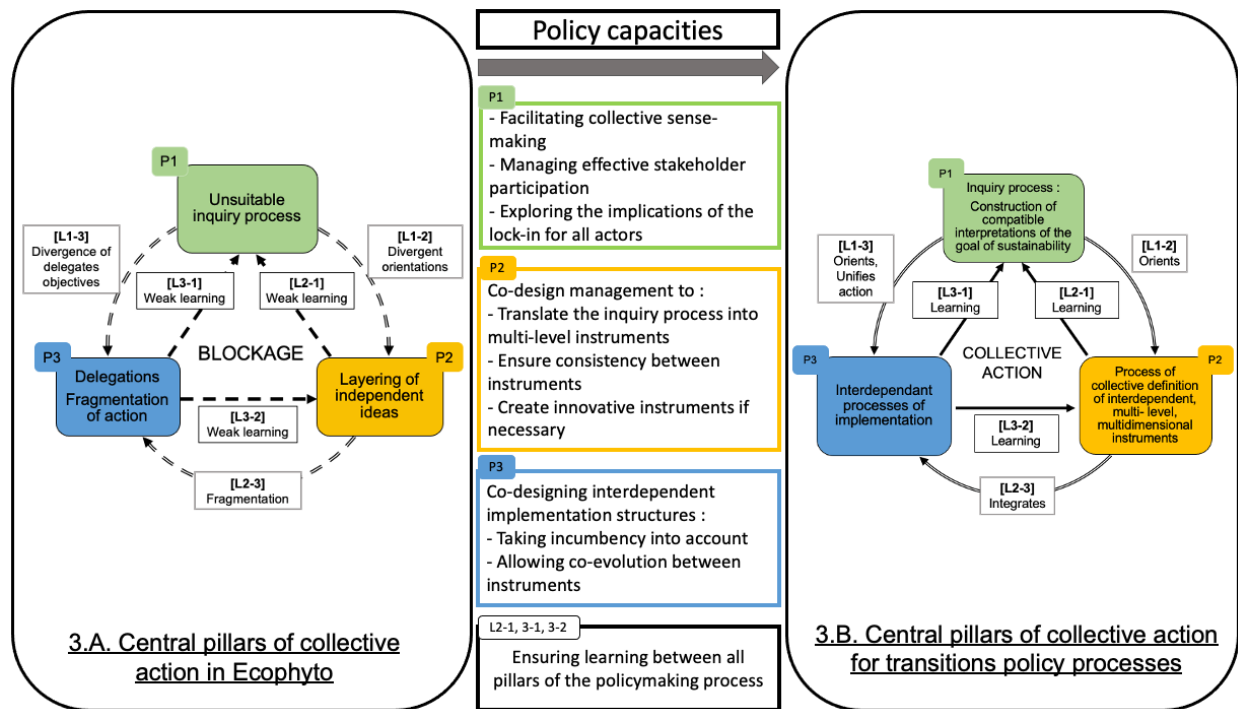 P1
Unsuitable
inquiry process
[L1-3]
Divergence of
delegates
objectives
[L1-2]
Divergent
orientations
[L3-1]
Weak learning
[L2-1]
Weak learning
BLOCKAGE
P3
Delegations
Fragmentation
of action
P2
Layering of
independent
ideas
[L3-2]
Weak learning
[L2-3]
Fragmentation
3.A. Central pillars of collective
action in Ecophyto
Policy capacities
P1
- Facilitating collective sense-
making
- Managing effective stakeholder
participation
- Exploring the implications of the
lock-in for all actors
P2
Co-design management to :
- Translate the inquiry process into
multi-level instruments
- Ensure consistency between
instruments
- Create innovative instruments if
necessary
P3
Co-designing interdependent
implementation structures :
- Taking incumbency into account
- Allowing co-evolution between
instruments
L2-1, 3-1, 3-2
Ensuring learning between all
pillars of the policymaking process
P1
Inquiry process :
Construction of
compatible
interpretations of the
goal of sustainability
[L1-3]
Orients,
Unifies
action
[L1-2]
Orients
[L3-1]
Learning
[L2-1]
Learning
COLLECTIVE
ACTION
P3
Interdependant
processes of
implementation
P2
Process of
collective definition
of interdependent,
multi- level,
multidimensional
instruments
[L3-2]
Learning
[L2-3]
Integrates
3.B. Central pillars of collective action
for transitions policy processes